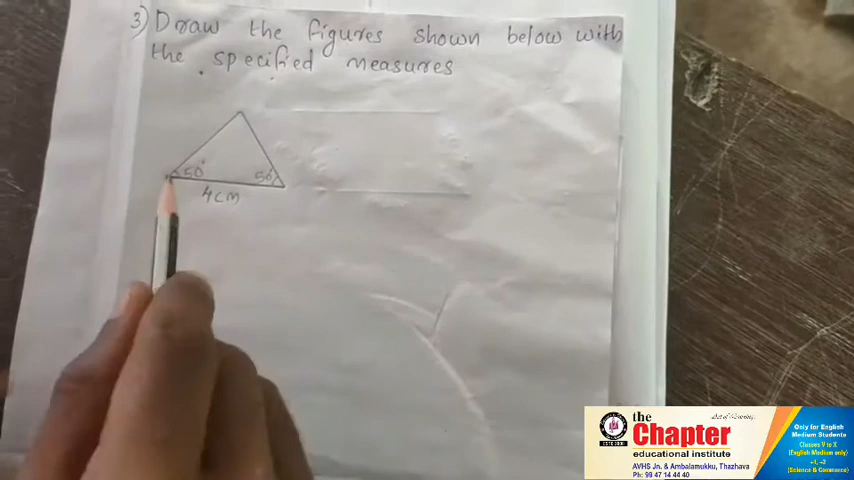 3) Draw the figures shown below with
the specified measures
50° 50°
4cm
the
Chapter
educational institute
AVHS Jn. & Ambalamukku, Thazhava
Ph: 99 47 14 44 40
Only for English
Medium Students
Classes V to X
(English Medium only)
+1, +2
(Science & Commerce)